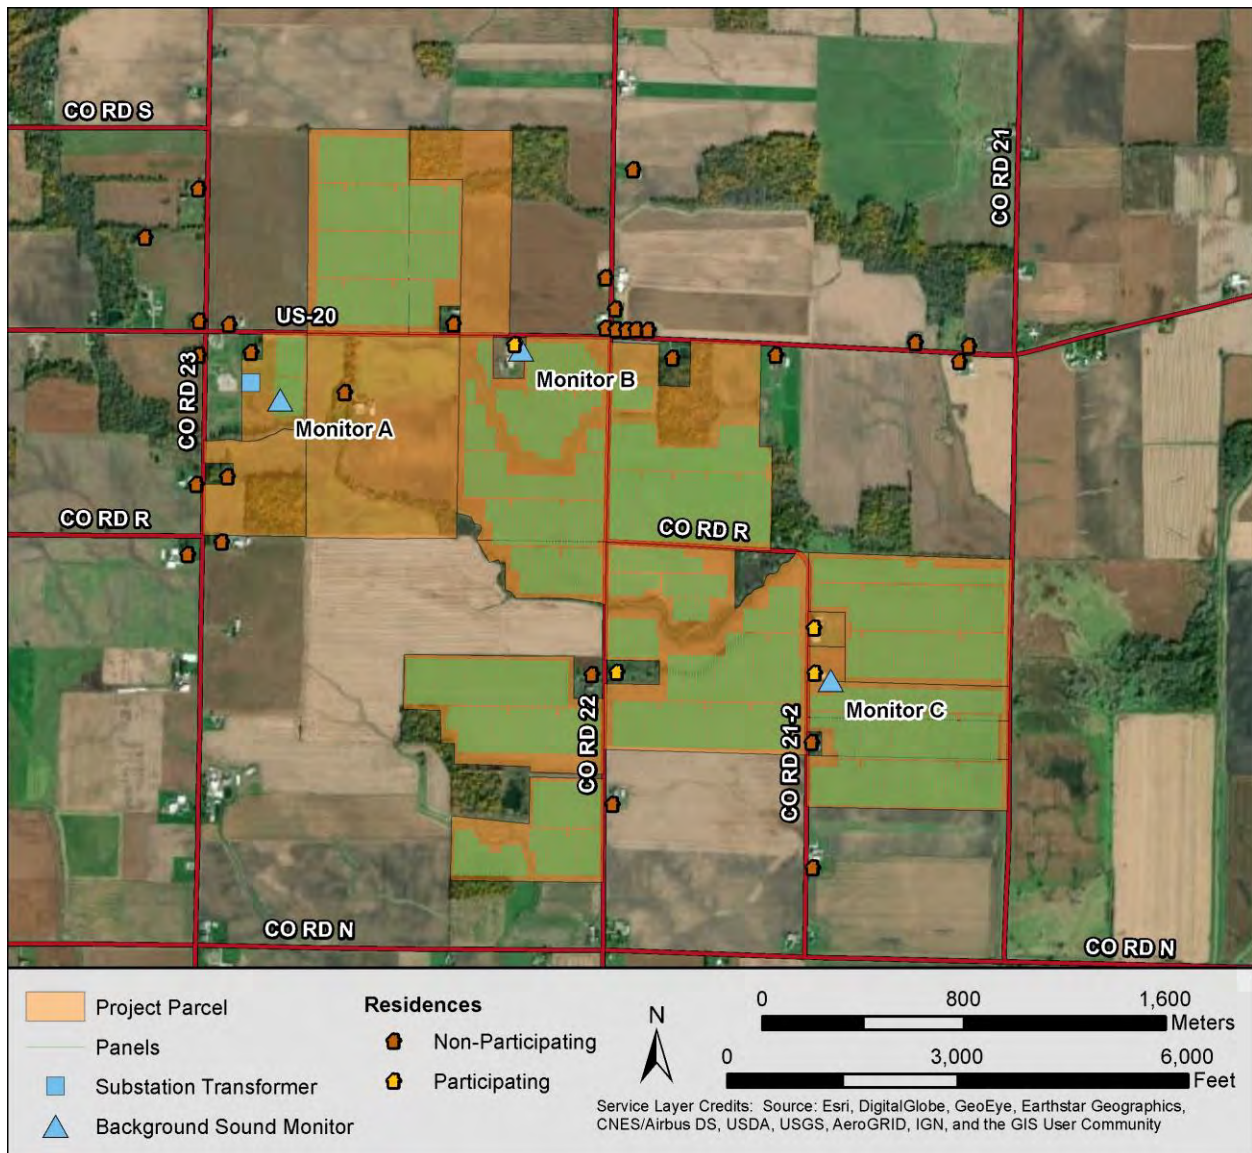 CO RD S
CO RD 21
US-20
CO RD 23
Monitor B
Monitor A
CO RD R
CO RD R
CO RD 22
CO RD 21-2
Monitor C
CO RD N
CO RD N
Project Parcel
Panels
Substation Transformer
Background Sound Monitor
Residences
Non-Participating
Participating
N
0 800 1,600
Meters
0 3,000 6,000
Feet
Service Layer Credits: Source: Esri, DigitalGlobe, GeoEye, Earthstar Geographics,
CNES/Airbus DS, USDA, USGS, AeroGRID, IGN, and the GIS User Community